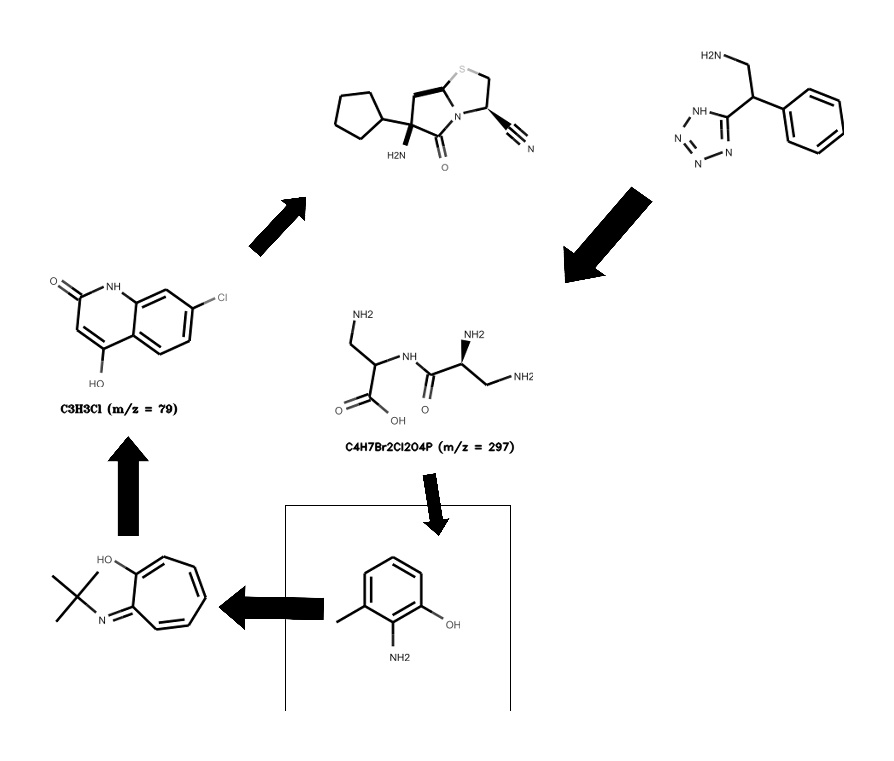 S
H2N
N
N
H2N
O
NH
N
N
N
O
NH
Cl
HO
C3H3Cl (m/z = 79)
NH2
NH2
NH
NH2
O
O
OH
C4H7Br2Cl2O4P (m/z = 297)
HO
N
OH
NH2